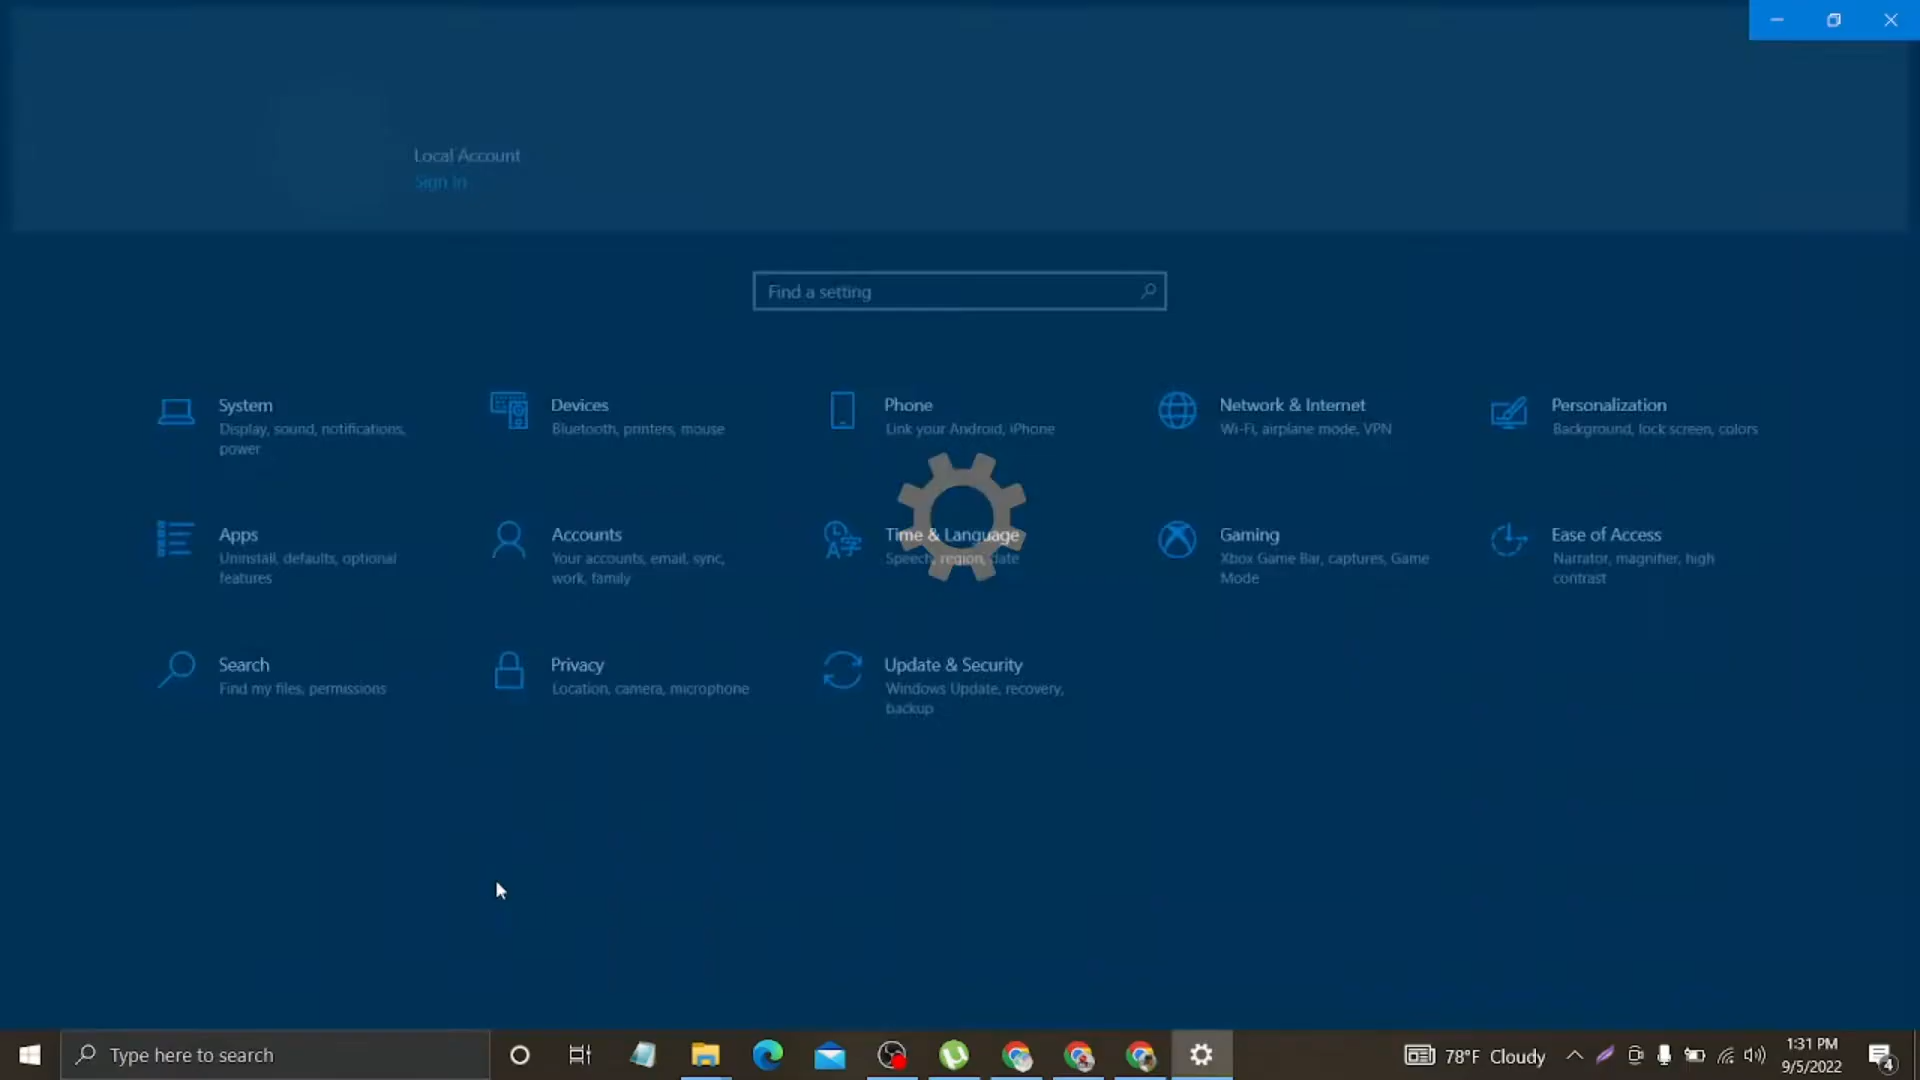 Local Account
Sign In
Find a setting
System
Display, sound, notifications,
power
Devices
Bluetooth, printers, mouse
Phone
Link your Android, iPhone
Network & Internet
Wi-Fi, airplane mode, VPN
Personalization
Background, lock screen, colors
Apps
Uninstall, defaults, optional
features
Accounts
Your accounts, email, sync,
work, family
Time & Language
Speech, region, date
Gaming
Xbox Game Bar, captures, Game
Mode
Ease of Access
Narrator, magnifier, high
contrast
Search
Find my files, permissions
Privacy
Location, camera, microphone
Update & Security
Windows Update, recovery,
backup
Type here to search
78°F Cloudy
1:31 PM
9/5/2022
4